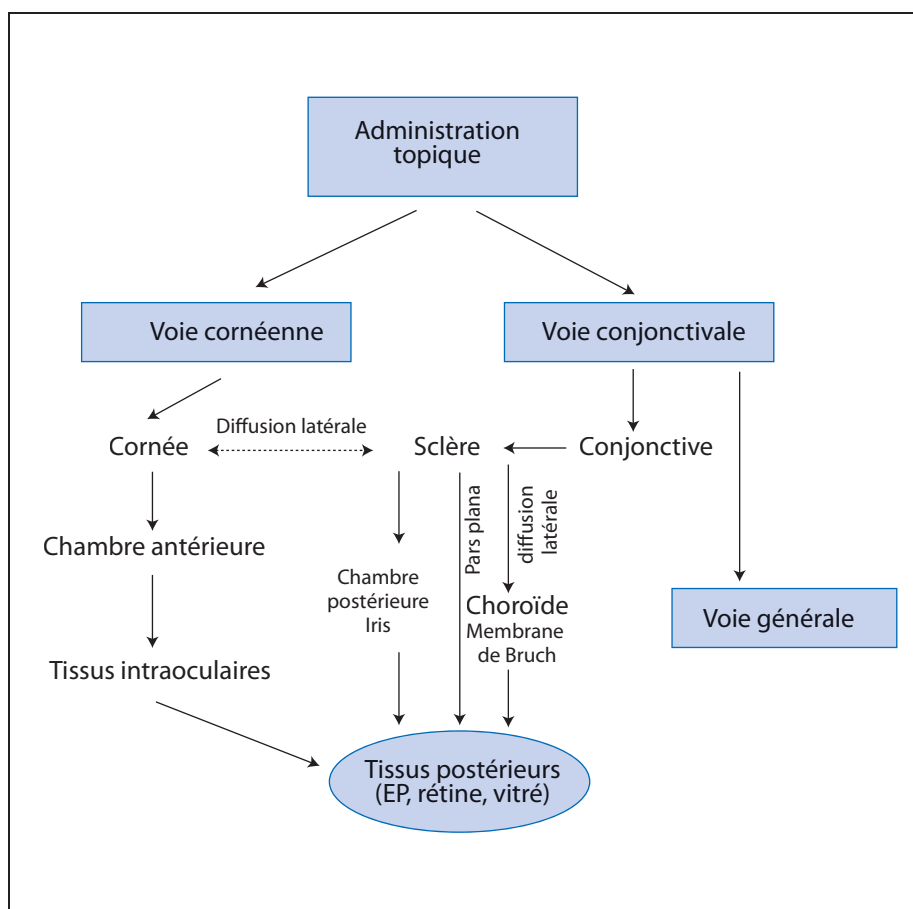 Administration
topique
Voie cornéenne
Voie conjonctivale
Diffusion latérale
Cornée
Sclère
Conjonctive
Pars plana
diffusion
latérale
Chambre antérieure
Chambre
postérieure
Iris
Choroïde
Membrane
de Bruch
Voie générale
Tissus intraoculaires
Tissus postérieurs
(EP, rétine, vitré)